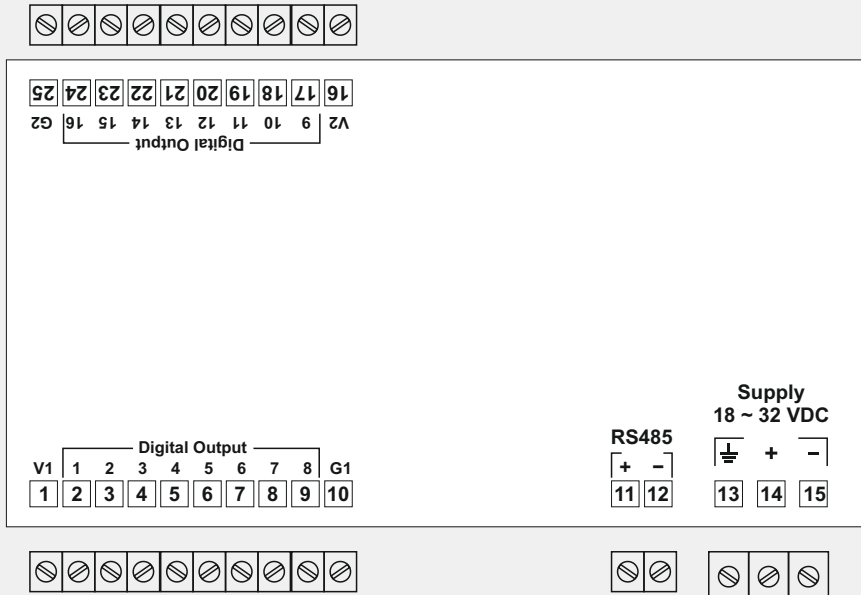 Digital Output
V2 9 10 11 12 13 14 15 16 G2
16 17 18 19 20 21 22 23 24 25
Digital Output
V1 1 2 3 4 5 6 7 8 G1
1 2 3 4 5 6 7 8 9 10
RS485
+ −
11 12
Supply
18 ~ 32 VDC
+ −
13 14 15